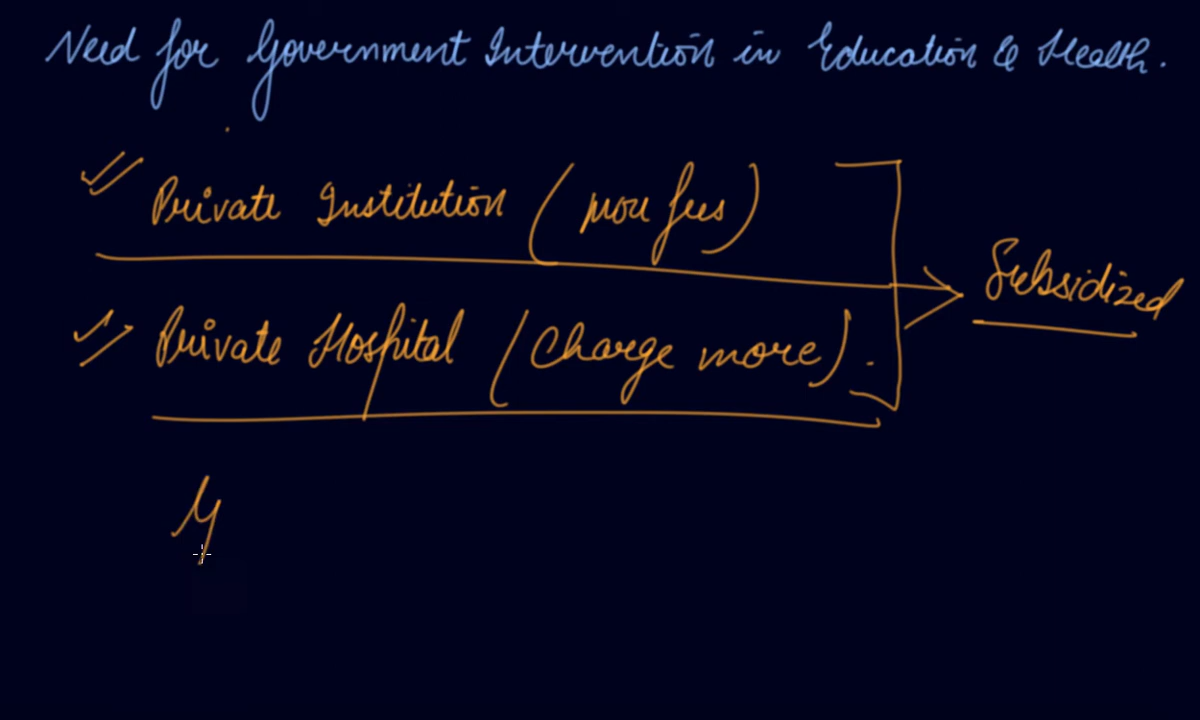 Need for Government Intervention in Education & Health.
Private Institution (more fees)
Subsidized
Private Hospital (Charge more).